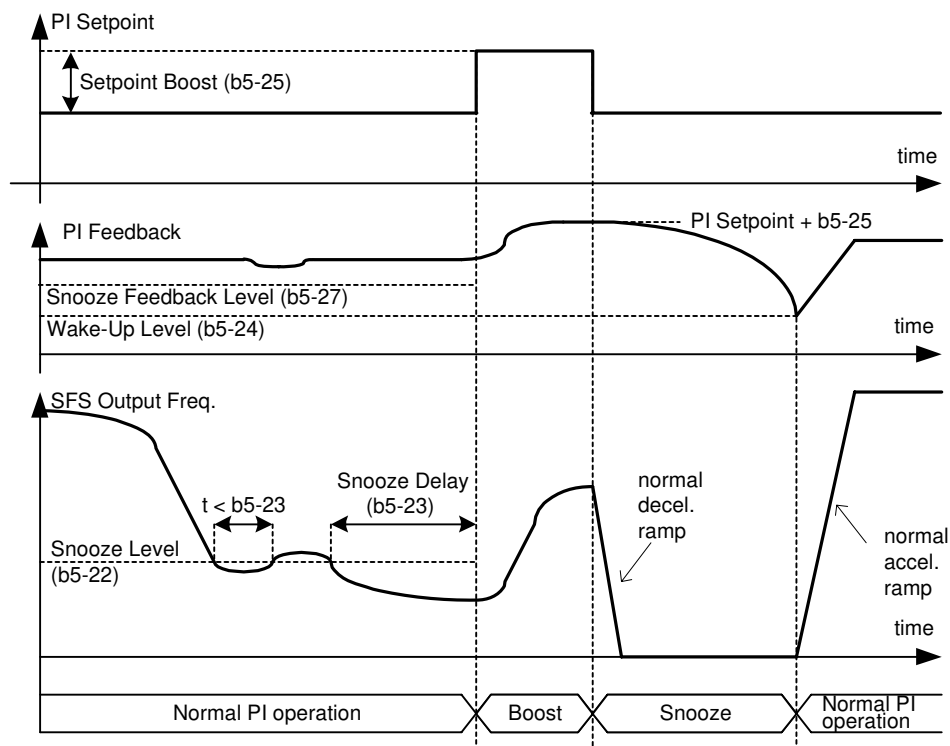 PI Setpoint
Setpoint Boost (b5-25)
time
PI Feedback
PI Setpoint + b5-25
Snooze Feedback Level (b5-27)
Wake-Up Level (b5-24)
time
SFS Output Freq.
t < b5-23
Snooze Delay
(b5-23)
normal
decel.
ramp
Snooze Level
(b5-22)
normal
accel.
ramp
time
Normal PI operation
Boost
Snooze
Normal PI
operation